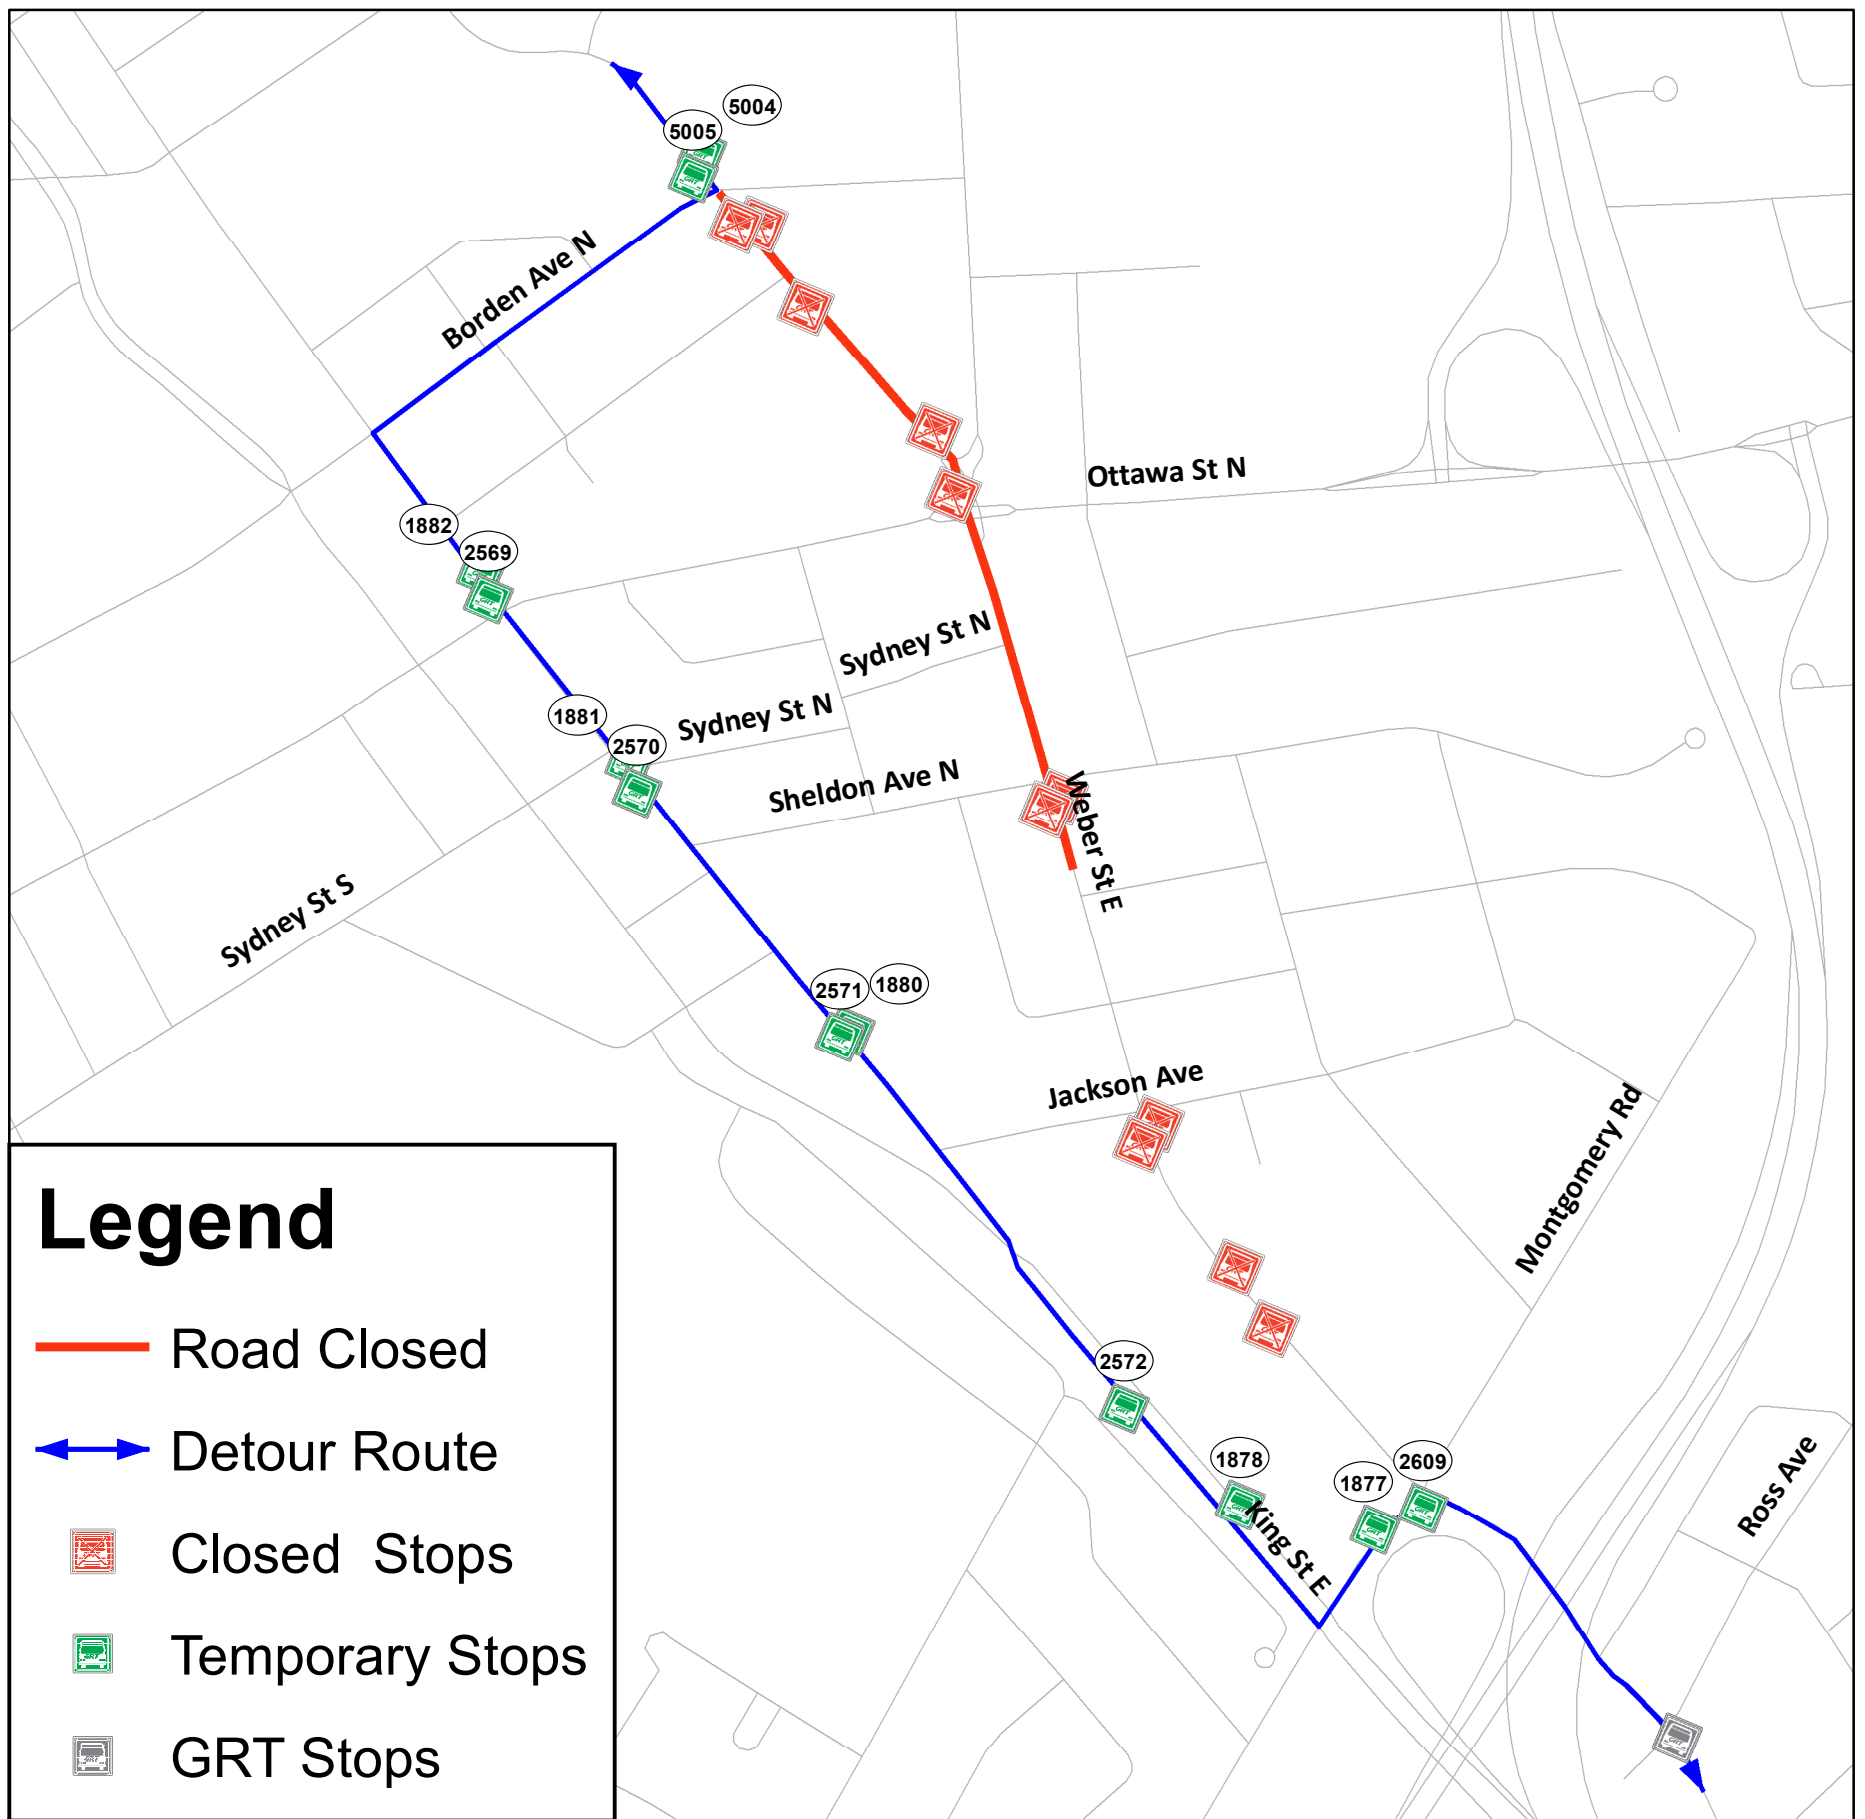 5004
5005
Borden Ave N
Ottawa St N
1882
2569
Sydney St N
1881
Sydney St N
2570
Sheldon Ave N
Weber St E
Sydney St S
2571
1880
Jackson Ave
Montgomery Rd
2572
1878
King St E
1877
2609
Ross Ave
Legend
Road Closed
Detour Route
Closed Stops
Temporary Stops
GRT Stops